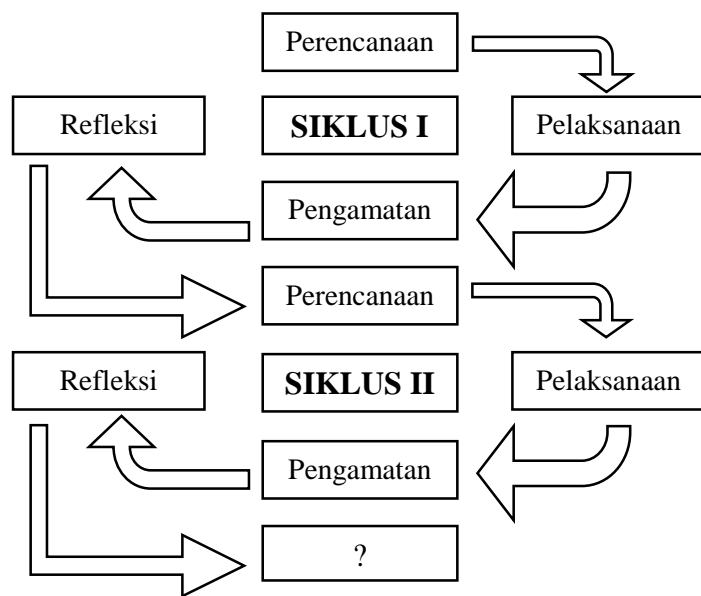 Perencanaan
Refleksi
SIKLUS I
Pelaksanaan
Pengamatan
Perencanaan
Refleksi
SIKLUS II
Pelaksanaan
Pengamatan
?